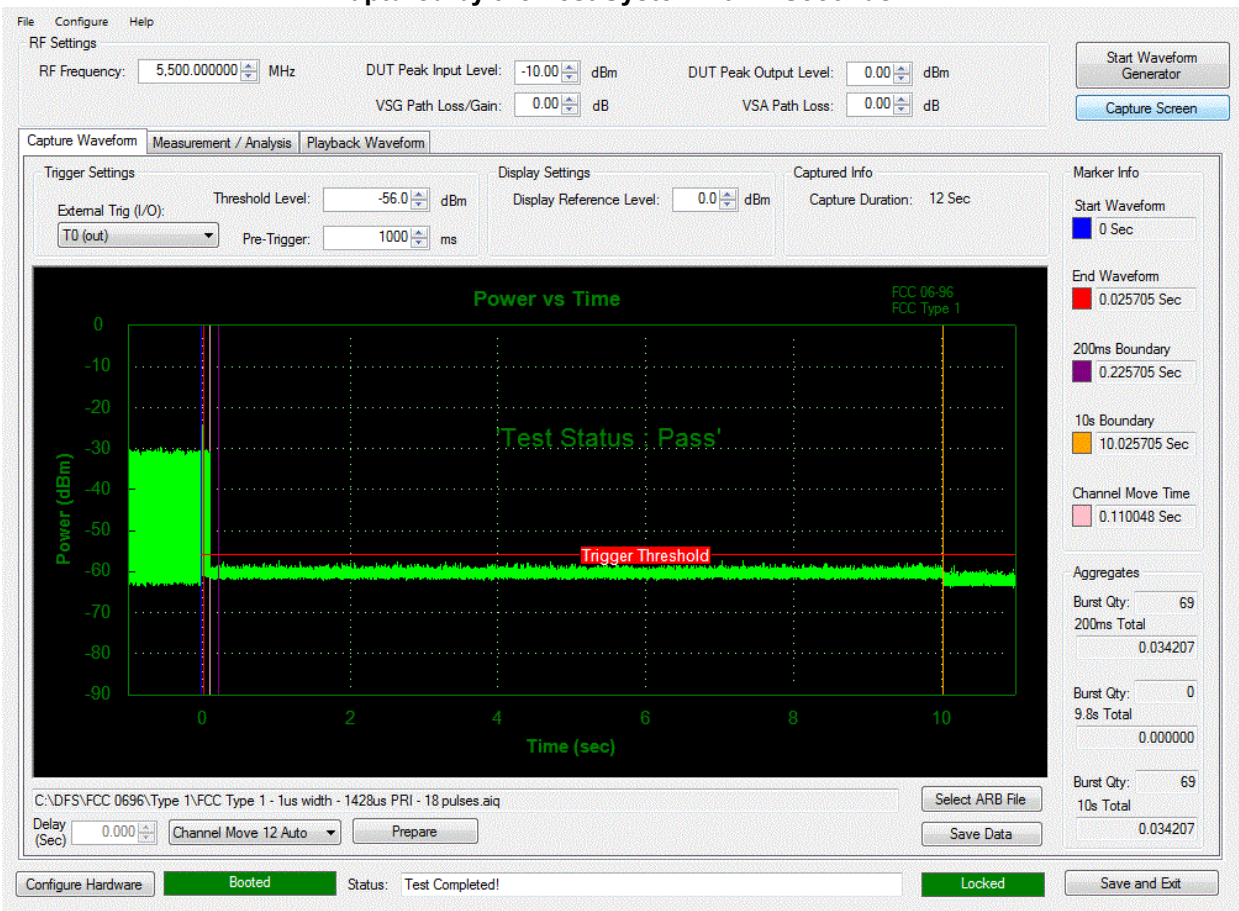 File Configure Help
RF Settings
RF Frequency: 5,500.000000 MHz DUT Peak Input Level: -10.00 dBm DUT Peak Output Level: 0.00 dBm
VSG Path Loss/Gain: 0.00 dB VSA Path Loss: 0.00 dB
Start Waveform
Generator
Capture Screen
Capture Waveform Measurement / Analysis Playback Waveform
Trigger Settings
Threshold Level: -56.0 dBm
External Trig (I/O):
T0 (out)
Pre-Trigger: 1000 ms
Display Settings
Display Reference Level: 0.0 dBm
Captured Info
Capture Duration: 12 Sec
Marker Info
Start Waveform
0 Sec
End Waveform
0.025705 Sec
200ms Boundary
0.225705 Sec
10s Boundary
10.025705 Sec
Channel Move Time
0.110048 Sec
Power vs Time
FCC 06-96
FCC Type 1
'Test Status : Pass'
Trigger Threshold
Power (dBm)
0
-10
-20
-30
-40
-50
-60
-70
-80
-90
0 2 4 6 8 10
Time (sec)
Aggregates
Burst Qty: 69
200ms Total
0.034207
Burst Qty: 0
9.8s Total
0.000000
Burst Qty: 69
10s Total
0.034207
C:\DFS\FCC 0696\Type 1\FCC Type 1 - 1us width - 1428us PRI - 18 pulses.aiq
Select ARB File
Delay
(Sec)
0.000 Channel Move 12 Auto Prepare Save Data
Configure Hardware Booted Status: Test Completed! Locked Save and Exit